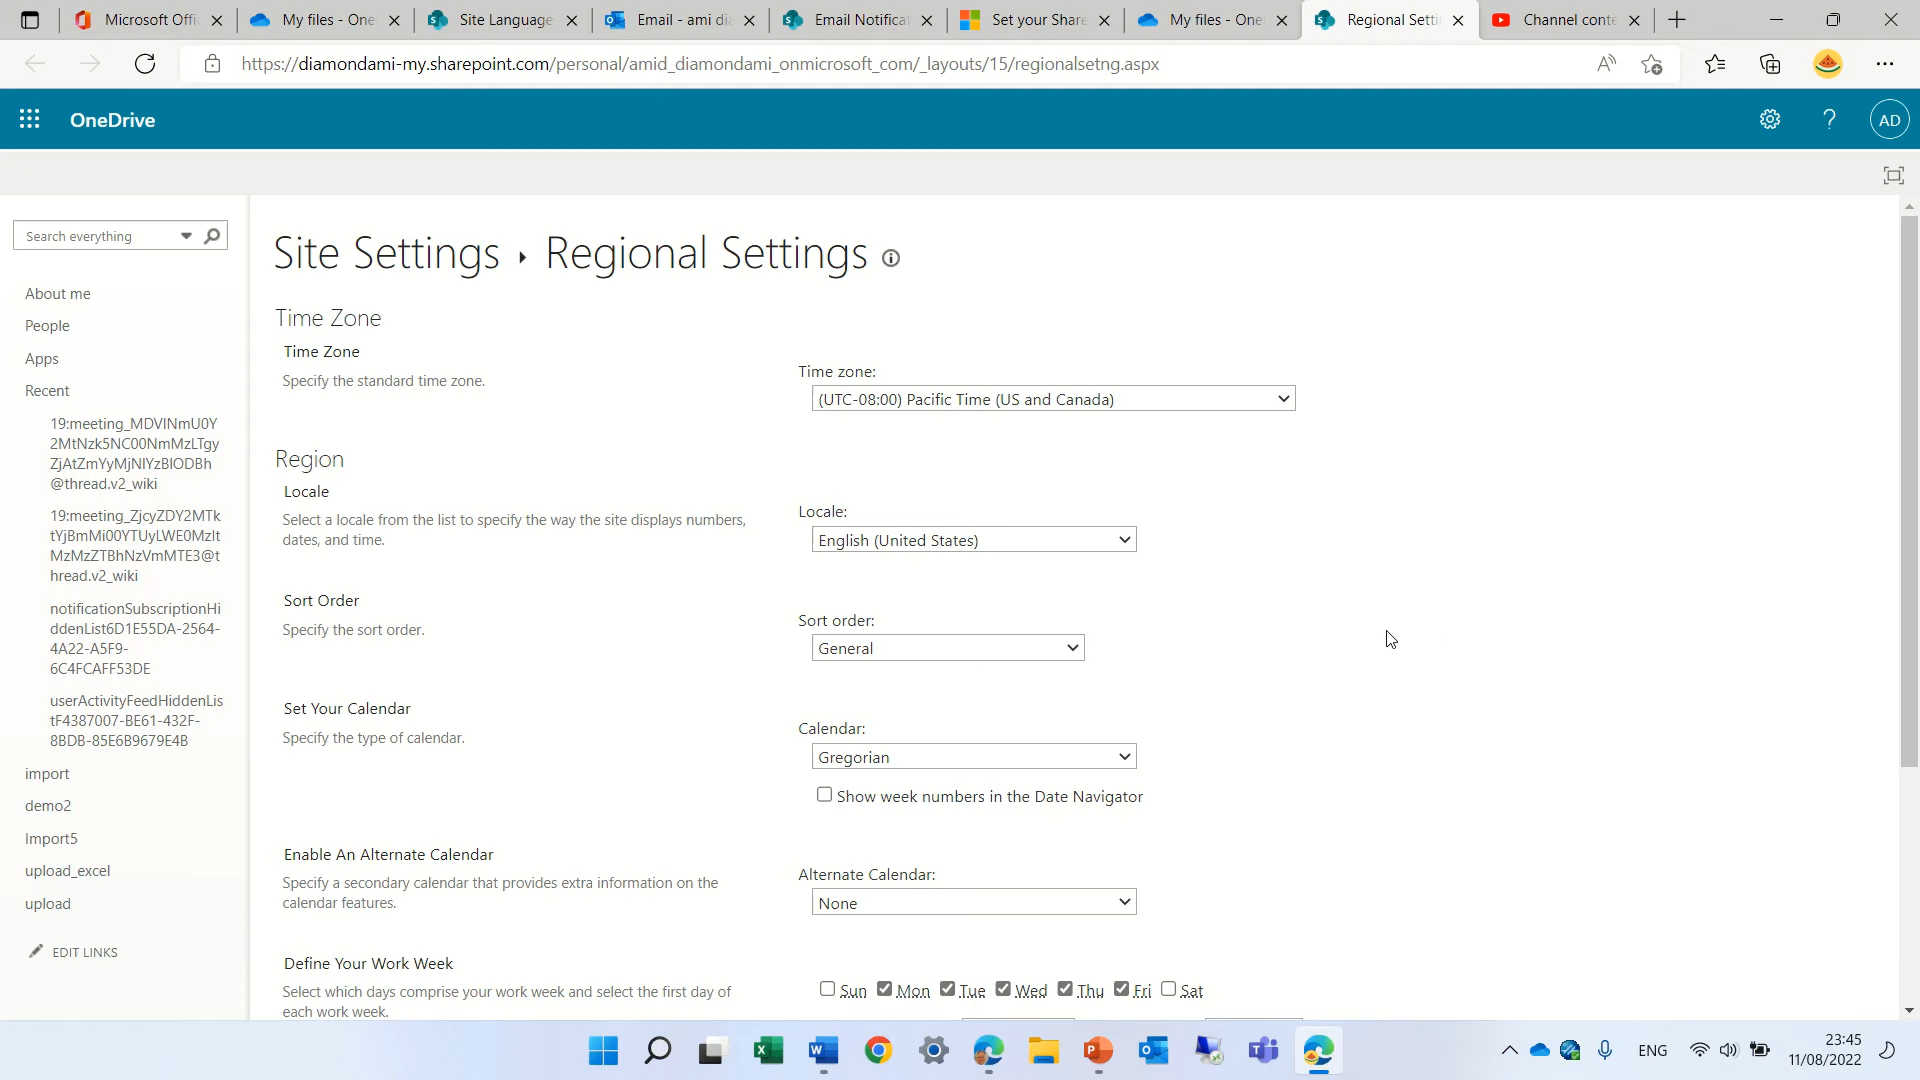 Microsoft Offi
My files - One
Site Language
Email - ami di
Email Notifica
Set your Share
My files - One
Regional Setti
Channel conte
https://diamondami-my.sharepoint.com/personal/amid_diamondami_onmicrosoft_com/_layouts/15/regionalsetng.aspx
OneDrive
AD
Search everything
About me
People
Apps
Recent
19:meeting_MDVlNmU0Y
2MtNzk5NC00NmMzLTgy
ZjAtZmYyMjNlYzBlODBh
@thread.v2_wiki
19:meeting_ZjcyZDY2MTk
tYjBmMi00YTUyLWE0MzIt
MzMzZTBhNzVmMTE3@t
hread.v2_wiki
notificationSubscriptionHi
ddenList6D1E55DA-2564-
4A22-A5F9-
6C4FCAFF53DE
userActivityFeedHiddenLis
tF4387007-BE61-432F-
8BDB-85E6B9679E4B
import
demo2
Import5
upload_excel
upload
EDIT LINKS
Site Settings ▸ Regional Settings
Time Zone
Time Zone
Specify the standard time zone.
Time zone:
(UTC-08:00) Pacific Time (US and Canada)
Region
Locale
Select a locale from the list to specify the way the site displays numbers,
dates, and time.
Locale:
English (United States)
Sort Order
Specify the sort order.
Sort order:
General
Set Your Calendar
Specify the type of calendar.
Calendar:
Gregorian
Show week numbers in the Date Navigator
Enable An Alternate Calendar
Specify a secondary calendar that provides extra information on the
calendar features.
Alternate Calendar:
None
Define Your Work Week
Select which days comprise your work week and select the first day of
each work week.
Sun Mon Tue Wed Thu Fri Sat
ENG
23:45
11/08/2022